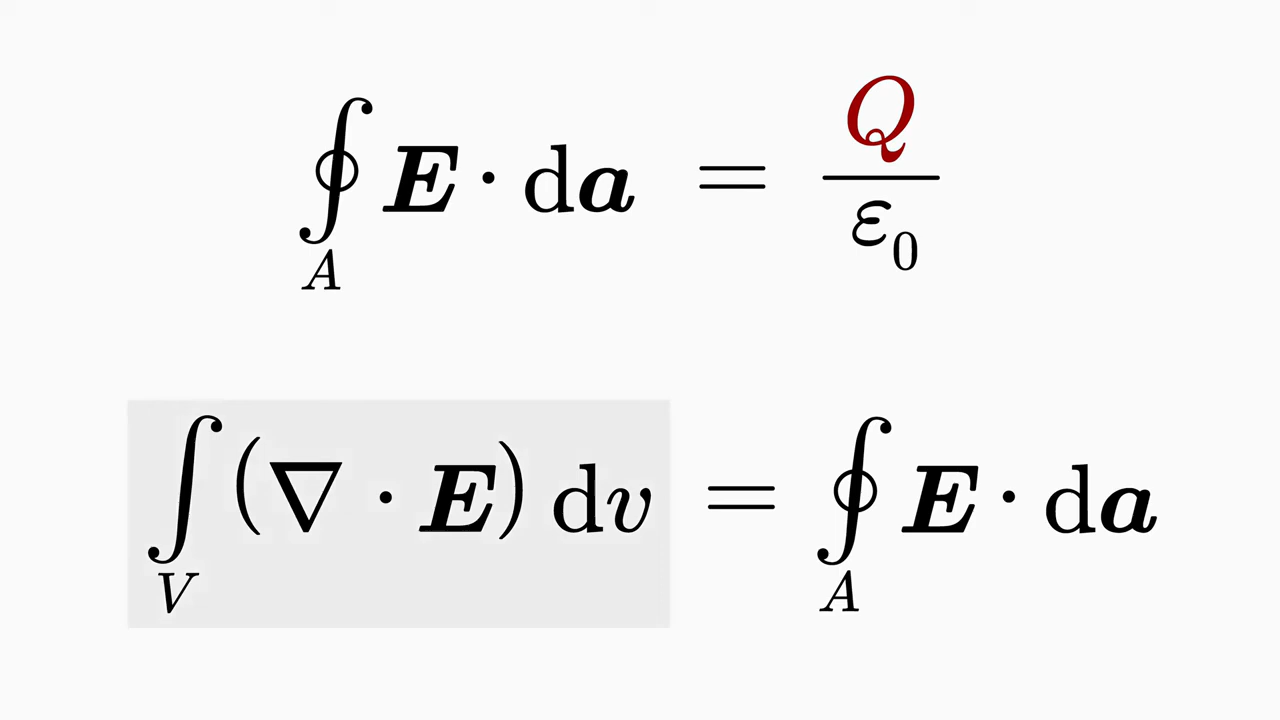 ∮_A 𝑬 · d𝒂 = Q/ε₀
∫_V (∇ · 𝑬) dv = ∮_A 𝑬 · d𝒂